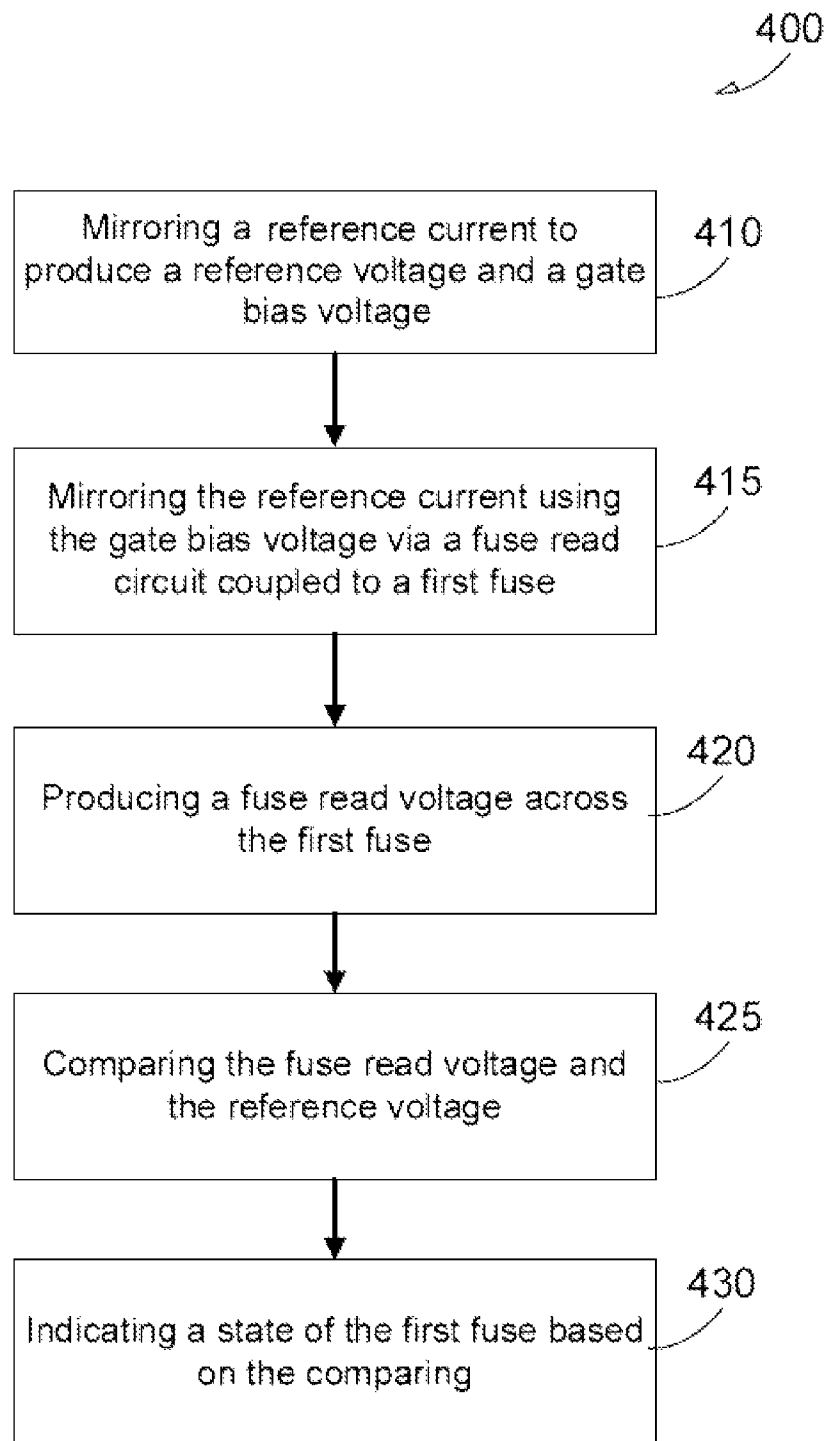 400
Mirroring a reference current to
produce a reference voltage and a gate
bias voltage
410
Mirroring the reference current using
the gate bias voltage via a fuse read
circuit coupled to a first fuse
415
Producing a fuse read voltage across
the first fuse
420
Comparing the fuse read voltage and
the reference voltage
425
Indicating a state of the first fuse based
on the comparing
430